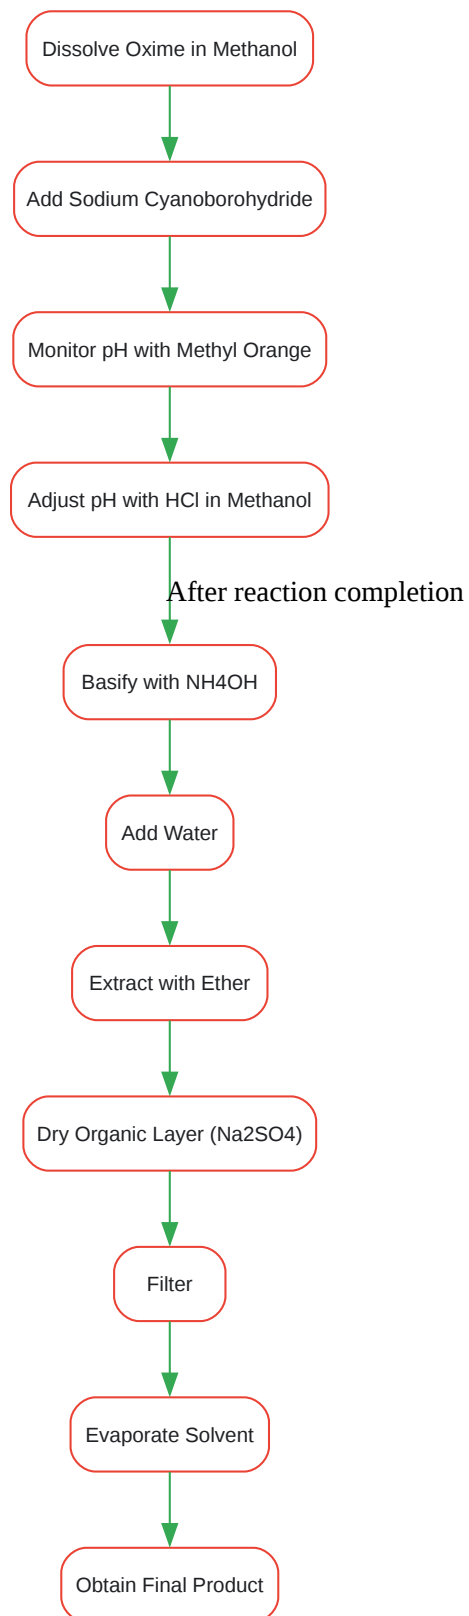 Dissolve Oxime in Methanol
Add Sodium Cyanoborohydride
Monitor pH with Methyl Orange
Adjust pH with HCl in Methanol
After reaction completion
Basify with NH4OH
Add Water
Extract with Ether
Dry Organic Layer (Na2SO4)
Filter
Evaporate Solvent
Obtain Final Product